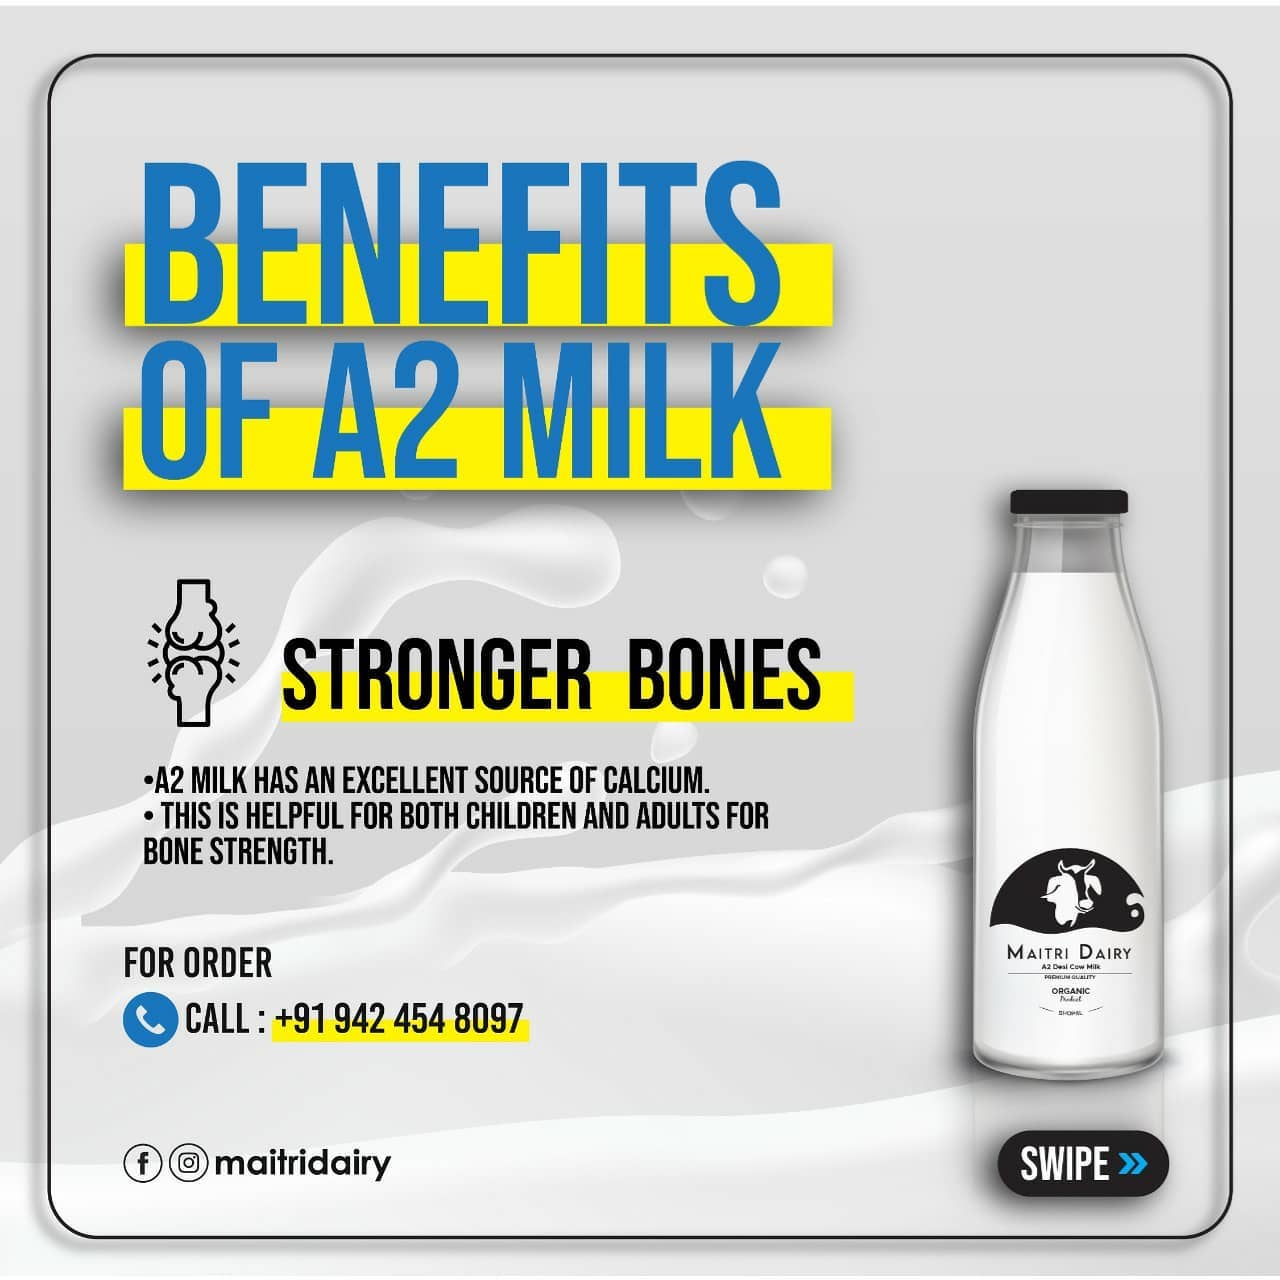 BENEFITS
OF A2 MILK
STRONGER BONES
•A2 MILK HAS AN EXCELLENT SOURCE OF CALCIUM.
• THIS IS HELPFUL FOR BOTH CHILDREN AND ADULTS FOR
BONE STRENGTH.
MAITRI DAIRY
A2 Desi Cow Milk
PREMIUM QUALITY
ORGANIC
Product
BHOPAL
FOR ORDER
CALL : +91 942 454 8097
maitridairy
SWIPE